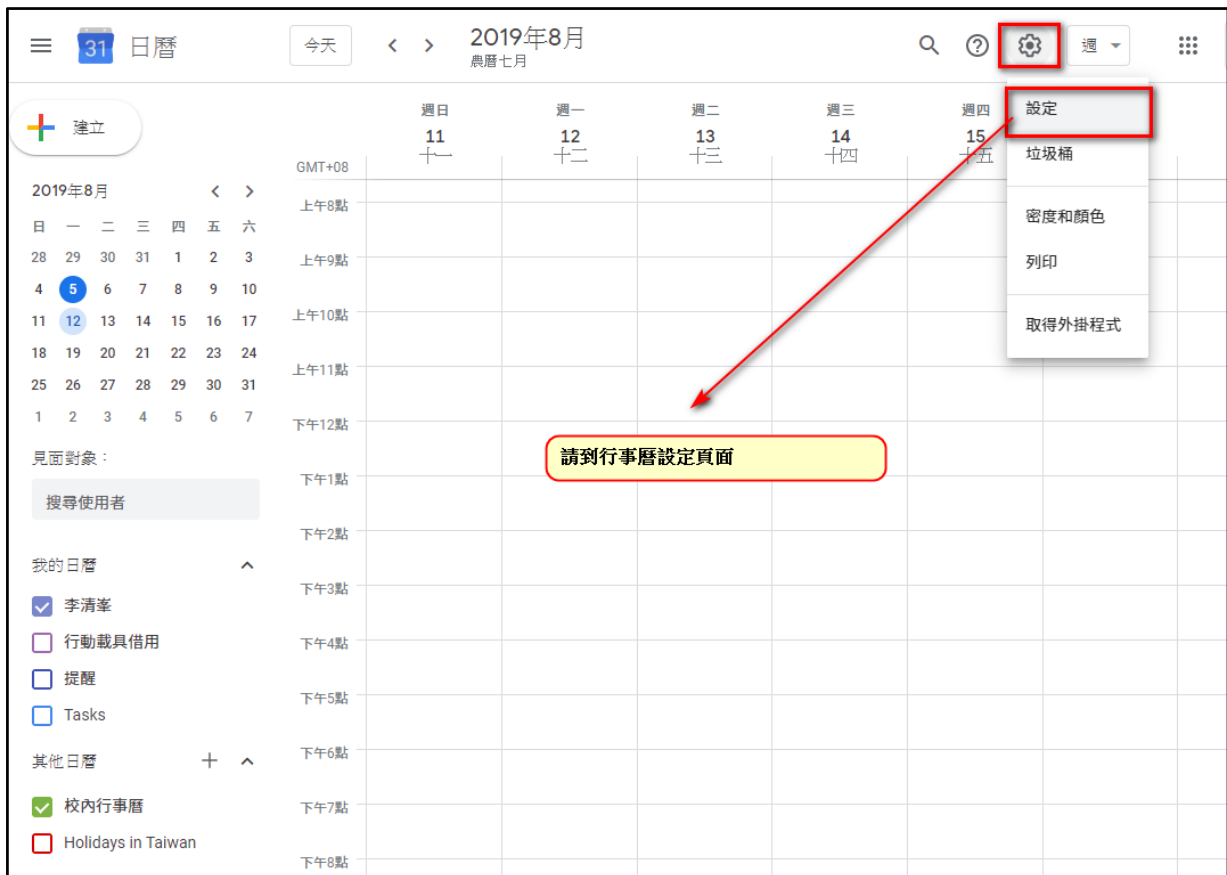 31 日曆 今天 2019年8月 週
農曆七月
設定
垃圾桶
密度和顏色
列印
取得外掛程式
建立
週日 週一 週二 週三 週四
11 12 13 14 15
十一 十二 十三 十四 十五
GMT+08
2019年8月
日 一 二 三 四 五 六
28 29 30 31 1 2 3
4 5 6 7 8 9 10
11 12 13 14 15 16 17
18 19 20 21 22 23 24
25 26 27 28 29 30 31
1 2 3 4 5 6 7
見面對象：
搜尋使用者
我的日曆
李清峯
行動載具借用
提醒
Tasks
其他日曆
校內行事曆
Holidays in Taiwan
上午8點
上午9點
上午10點
上午11點
下午12點
下午1點
下午2點
下午3點
下午4點
下午5點
下午6點
下午7點
下午8點
請到行事曆設定頁面